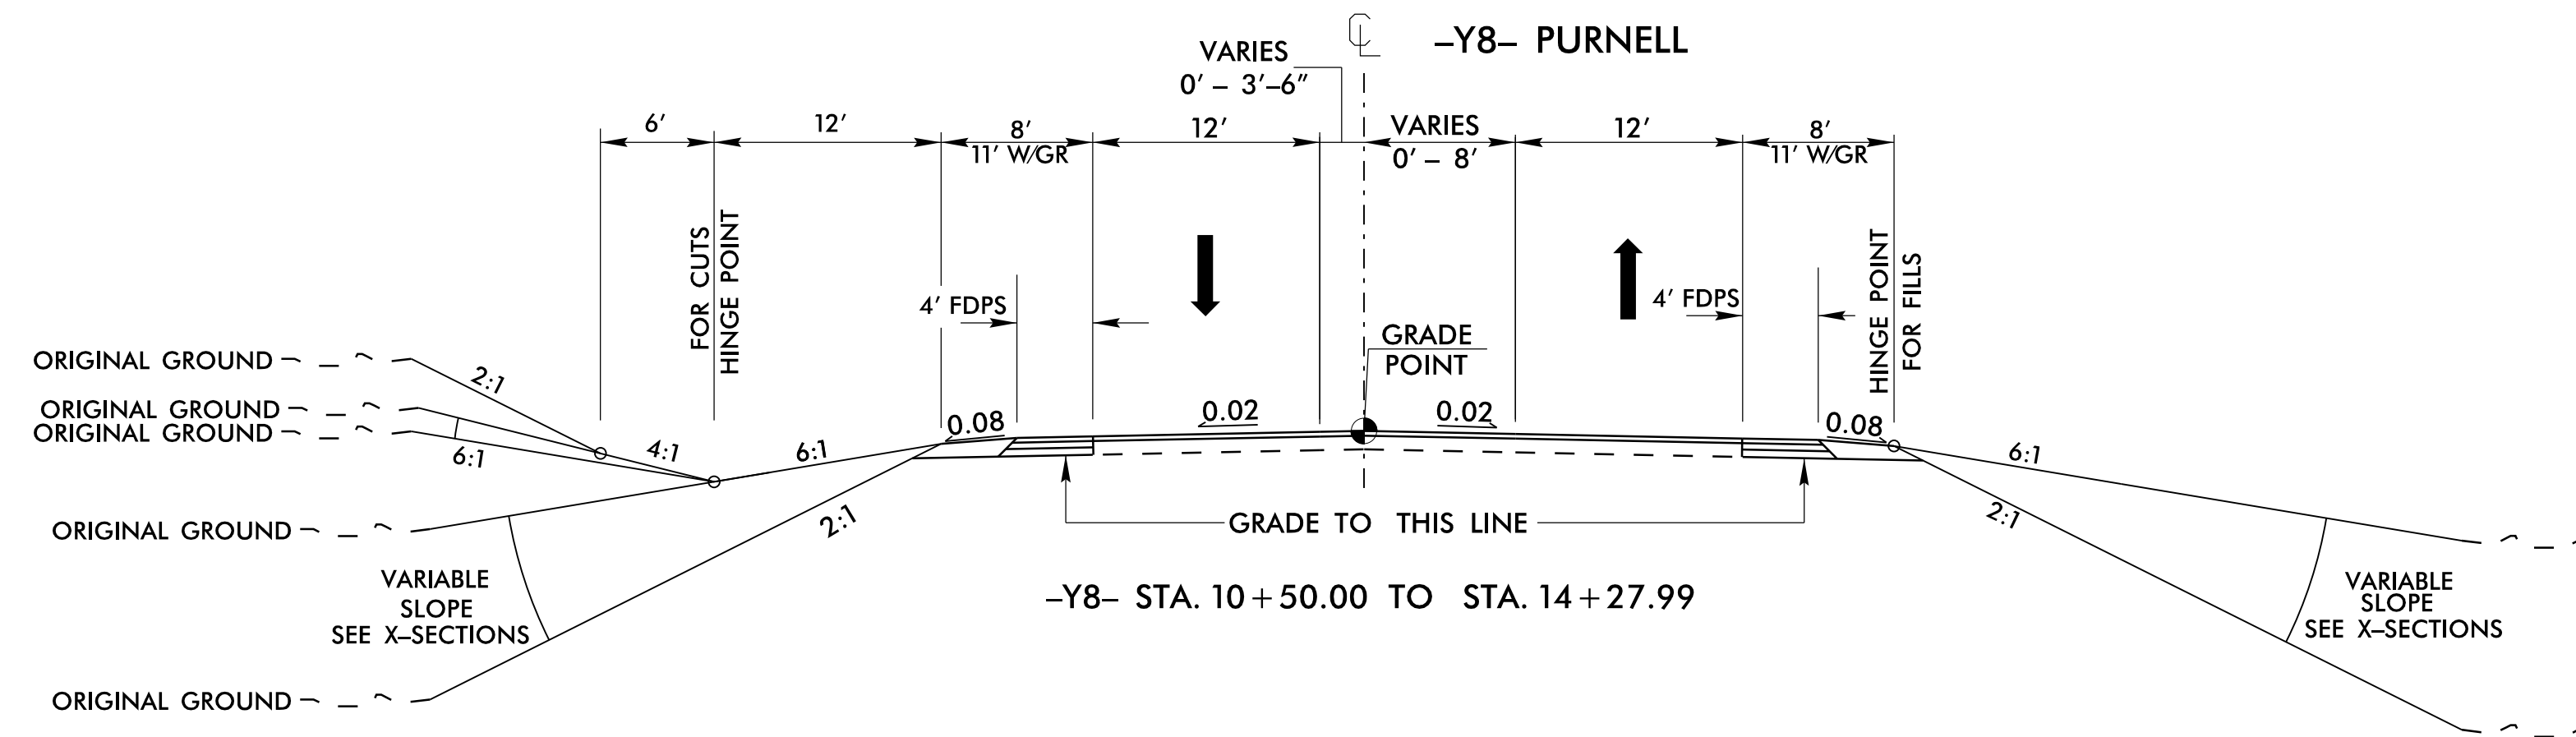 ℄ –Y8– PURNELL
VARIES
0′ – 3′–6″
6′
12′
8′
11′ W/GR
12′
VARIES
0′ – 8′
12′
8′
11′ W/GR
FOR CUTS
HINGE POINT
HINGE POINT
FOR FILLS
4′ FDPS
4′ FDPS
GRADE
POINT
ORIGINAL GROUND
2:1
ORIGINAL GROUND
ORIGINAL GROUND
6:1
4:1
6:1
0.08
0.02
0.02
0.08
6:1
2:1
2:1
GRADE TO THIS LINE
ORIGINAL GROUND
VARIABLE
SLOPE
SEE X–SECTIONS
–Y8– STA. 10+50.00 TO STA. 14+27.99
VARIABLE
SLOPE
SEE X–SECTIONS
ORIGINAL GROUND